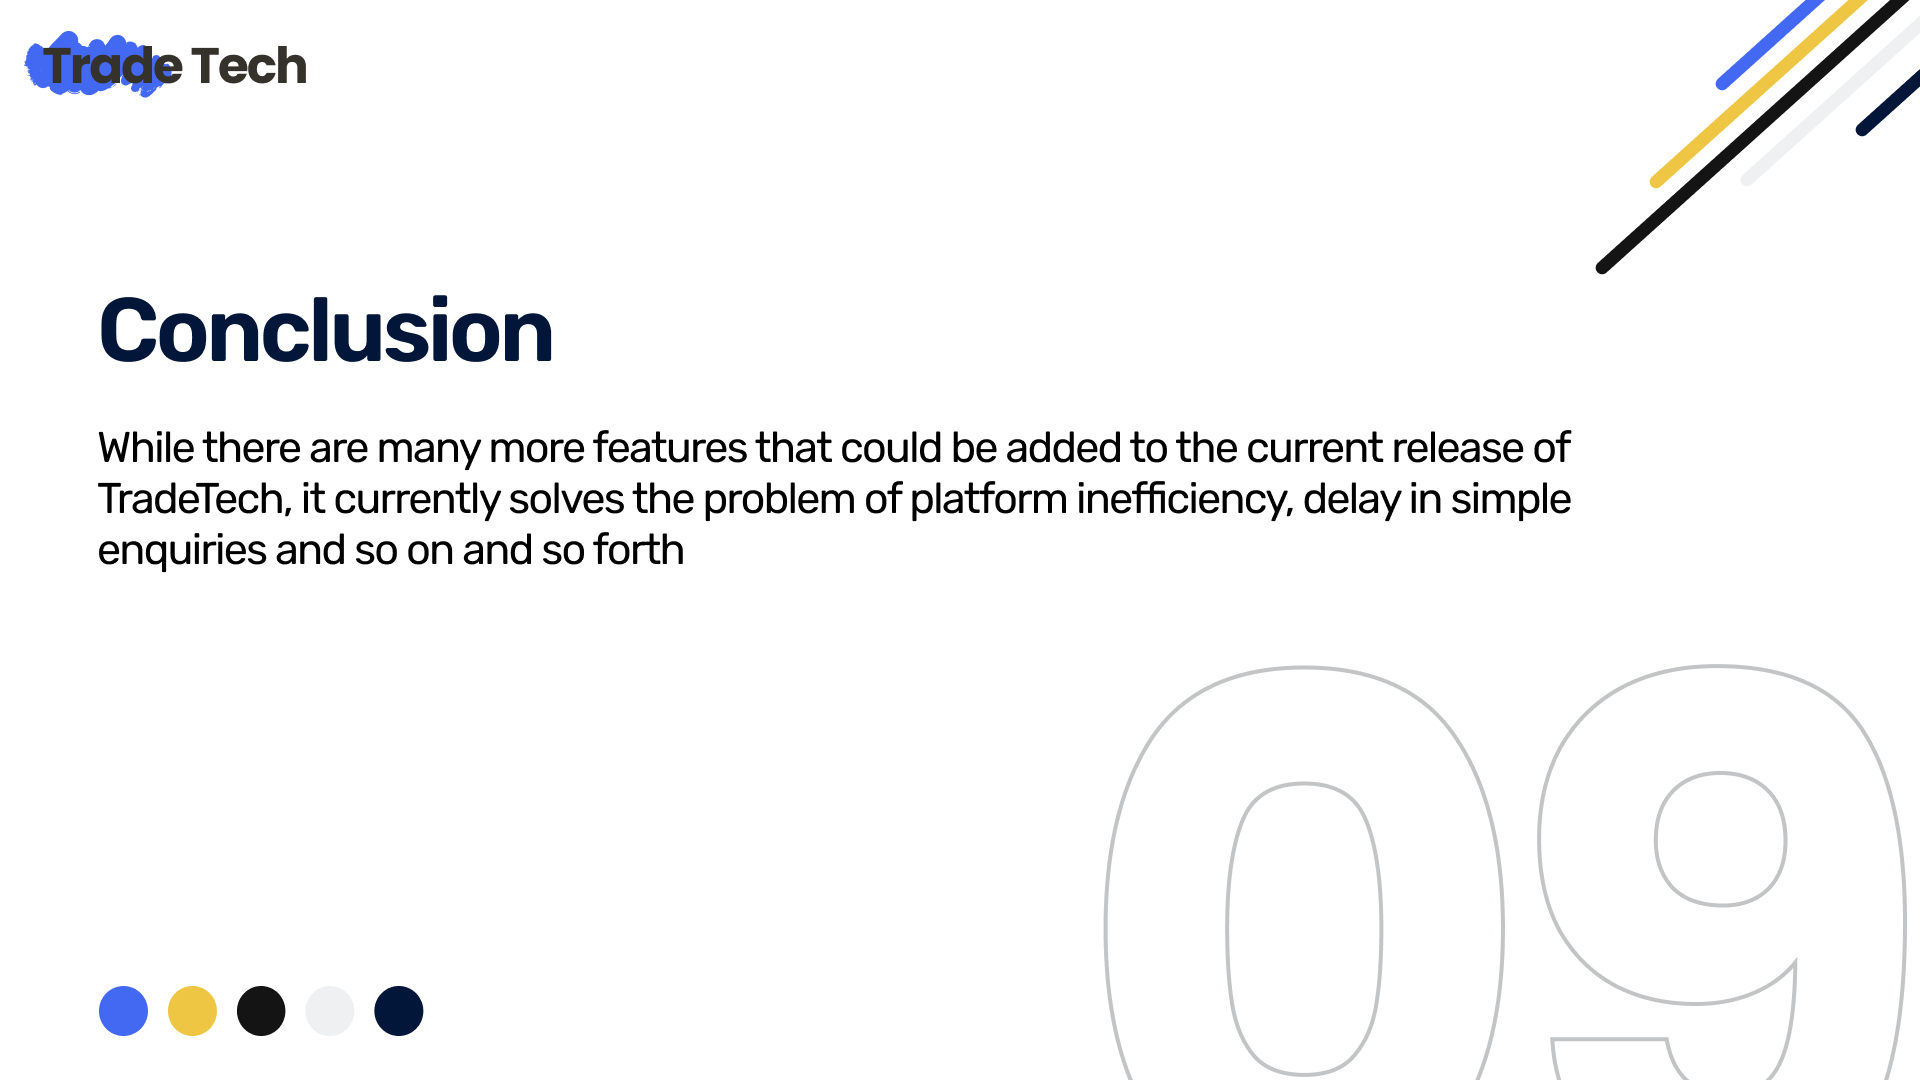 Trade Tech
Conclusion
While there are many more features that could be added to the current release of
TradeTech, it currently solves the problem of platform inefficiency, delay in simple
enquiries and so on and so forth
09